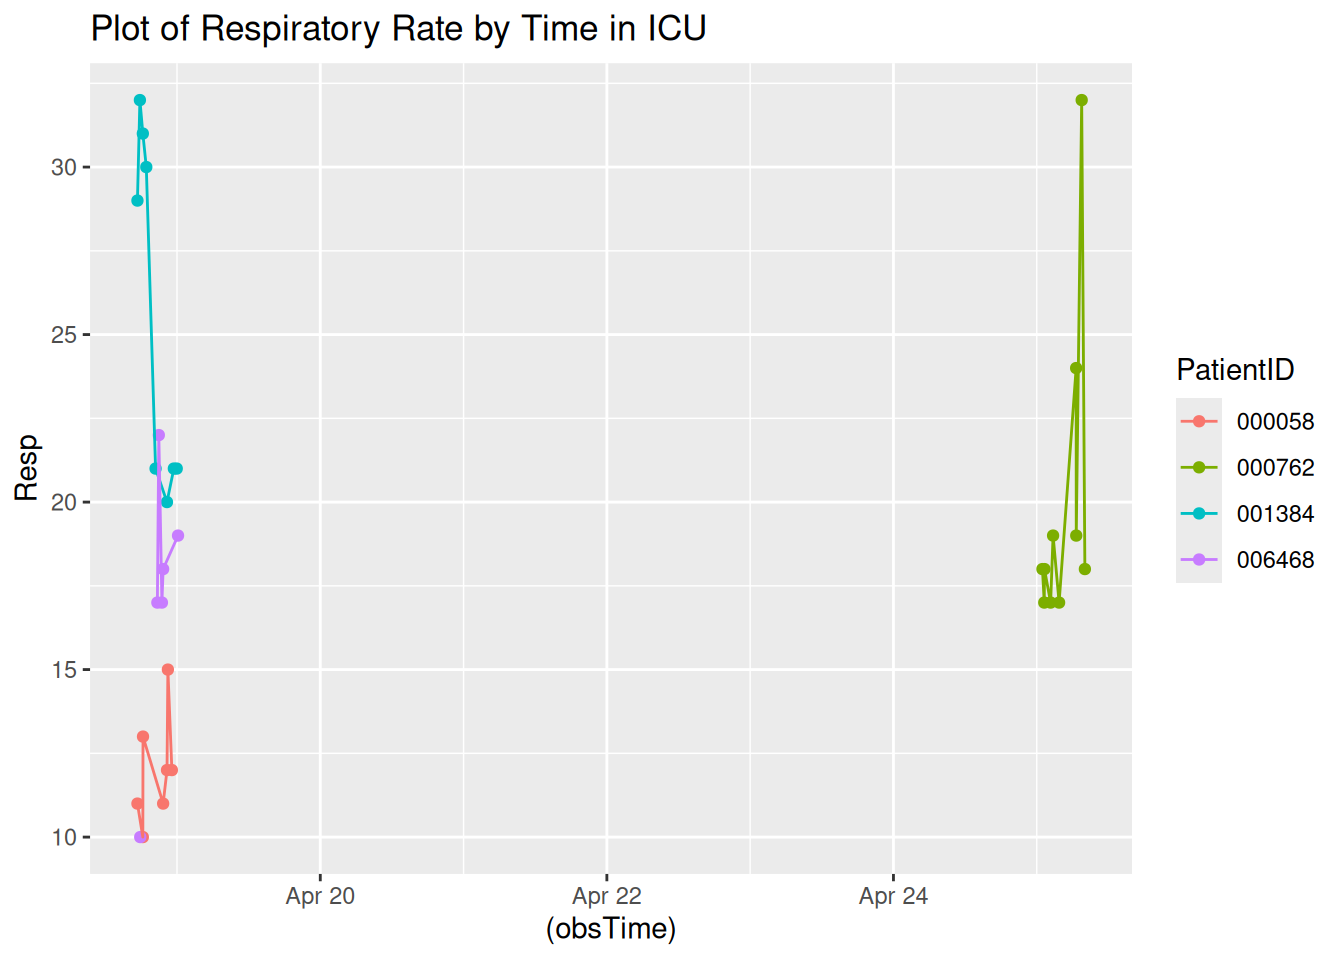 Plot of Respiratory Rate by Time in ICU
30
25
20
15
10
Resp
Apr 20
Apr 22
Apr 24
(obsTime)
PatientID
000058
000762
001384
006468